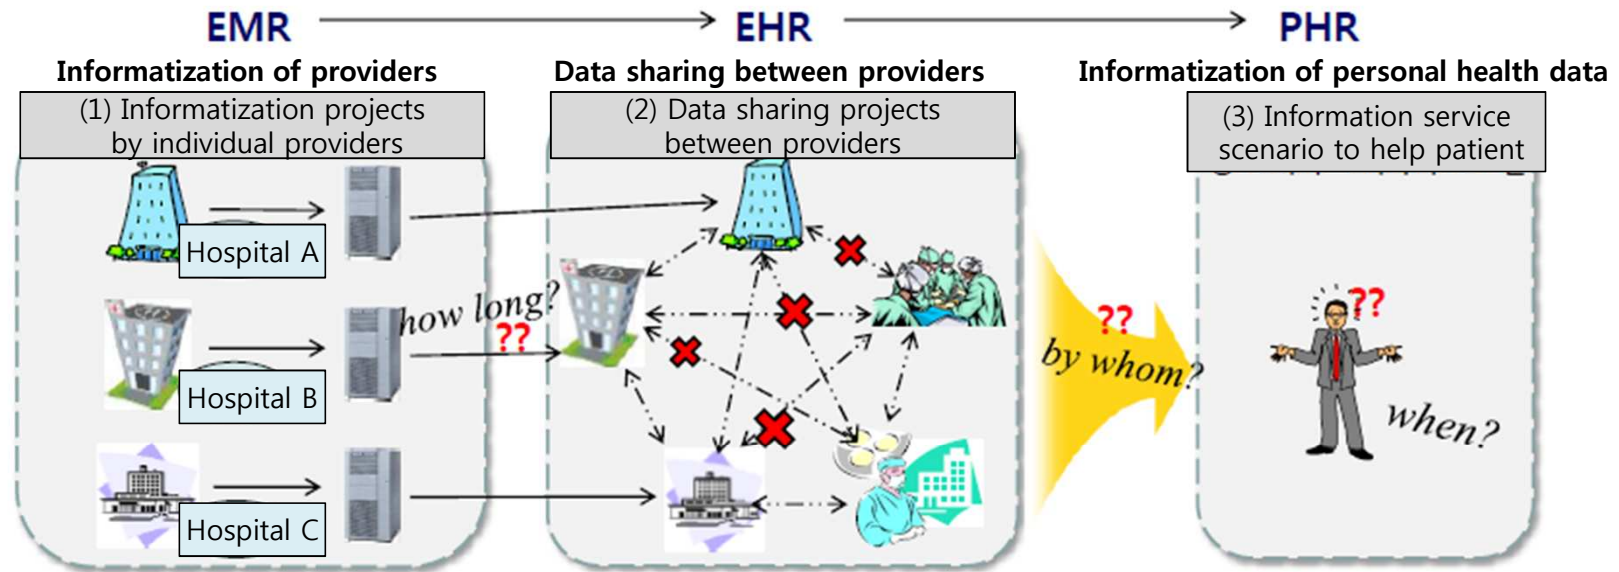 EMR
EHR
PHR
Informatization of providers
Data sharing between providers
Informatization of personal health data
(1) Informatization projects
by individual providers
(2) Data sharing projects
between providers
(3) Information service
scenario to help patient
Hospital A
Hospital B
Hospital C
how long?
??
??
by whom?
??
when?